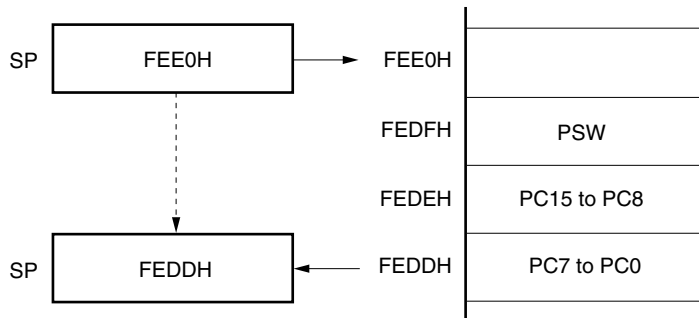 SP FEE0H FEE0H
FEDFH PSW
FEDEH PC15 to PC8
SP FEDDH FEDDH PC7 to PC0